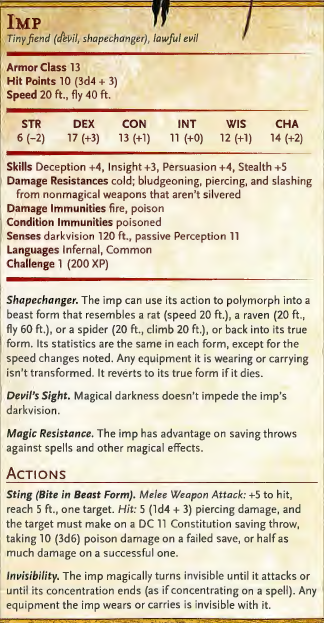 IMP
Tiny fiend (devil, shapechanger), lawful evil
Armor Class 13
Hit Points 10 (3d4 + 3)
Speed 20 ft., fly 40 ft.
STR DEX CON INT WIS CHA
6 (−2) 17 (+3) 13 (+1) 11 (+0) 12 (+1) 14 (+2)
Skills Deception +4, Insight +3, Persuasion +4, Stealth +5
Damage Resistances cold; bludgeoning, piercing, and slashing
from nonmagical weapons that aren't silvered
Damage Immunities fire, poison
Condition Immunities poisoned
Senses darkvision 120 ft., passive Perception 11
Languages Infernal, Common
Challenge 1 (200 XP)
Shapechanger. The imp can use its action to polymorph into a
beast form that resembles a rat (speed 20 ft.), a raven (20 ft.,
fly 60 ft.), or a spider (20 ft., climb 20 ft.), or back into its true
form. Its statistics are the same in each form, except for the
speed changes noted. Any equipment it is wearing or carrying
isn't transformed. It reverts to its true form if it dies.
Devil's Sight. Magical darkness doesn't impede the imp's
darkvision.
Magic Resistance. The imp has advantage on saving throws
against spells and other magical effects.
ACTIONS
Sting (Bite in Beast Form). Melee Weapon Attack: +5 to hit,
reach 5 ft., one target. Hit: 5 (1d4 + 3) piercing damage, and
the target must make on a DC 11 Constitution saving throw,
taking 10 (3d6) poison damage on a failed save, or half as
much damage on a successful one.
Invisibility. The imp magically turns invisible until it attacks or
until its concentration ends (as if concentrating on a spell). Any
equipment the imp wears or carries is invisible with it.